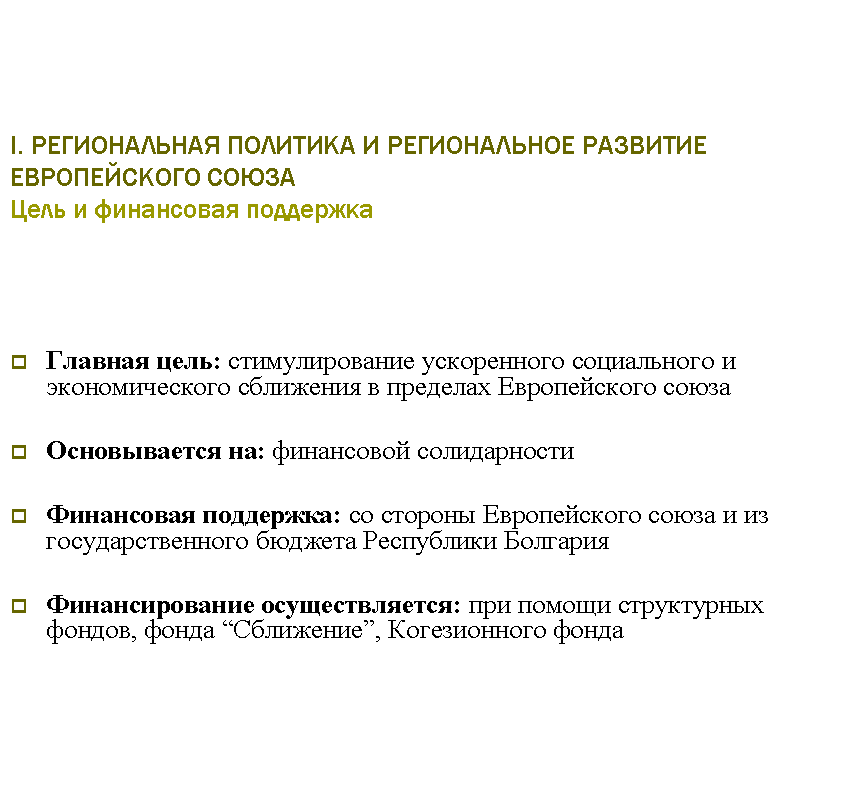 I. РЕГИОНАЛЬНАЯ ПОЛИТИКА И РЕГИОНАЛЬНОЕ РАЗВИТИЕ
ЕВРОПЕЙСКОГО СОЮЗА
Цель и финансовая поддержка
Главная цель: стимулирование ускоренного социального и
экономического сближения в пределах Европейского союза
Основывается на: финансовой солидарности
Финансовая поддержка: со стороны Европейского союза и из
государственного бюджета Республики Болгария
Финансирование осуществляется: при помощи структурных
фондов, фонда “Сближение”, Когезионного фонда